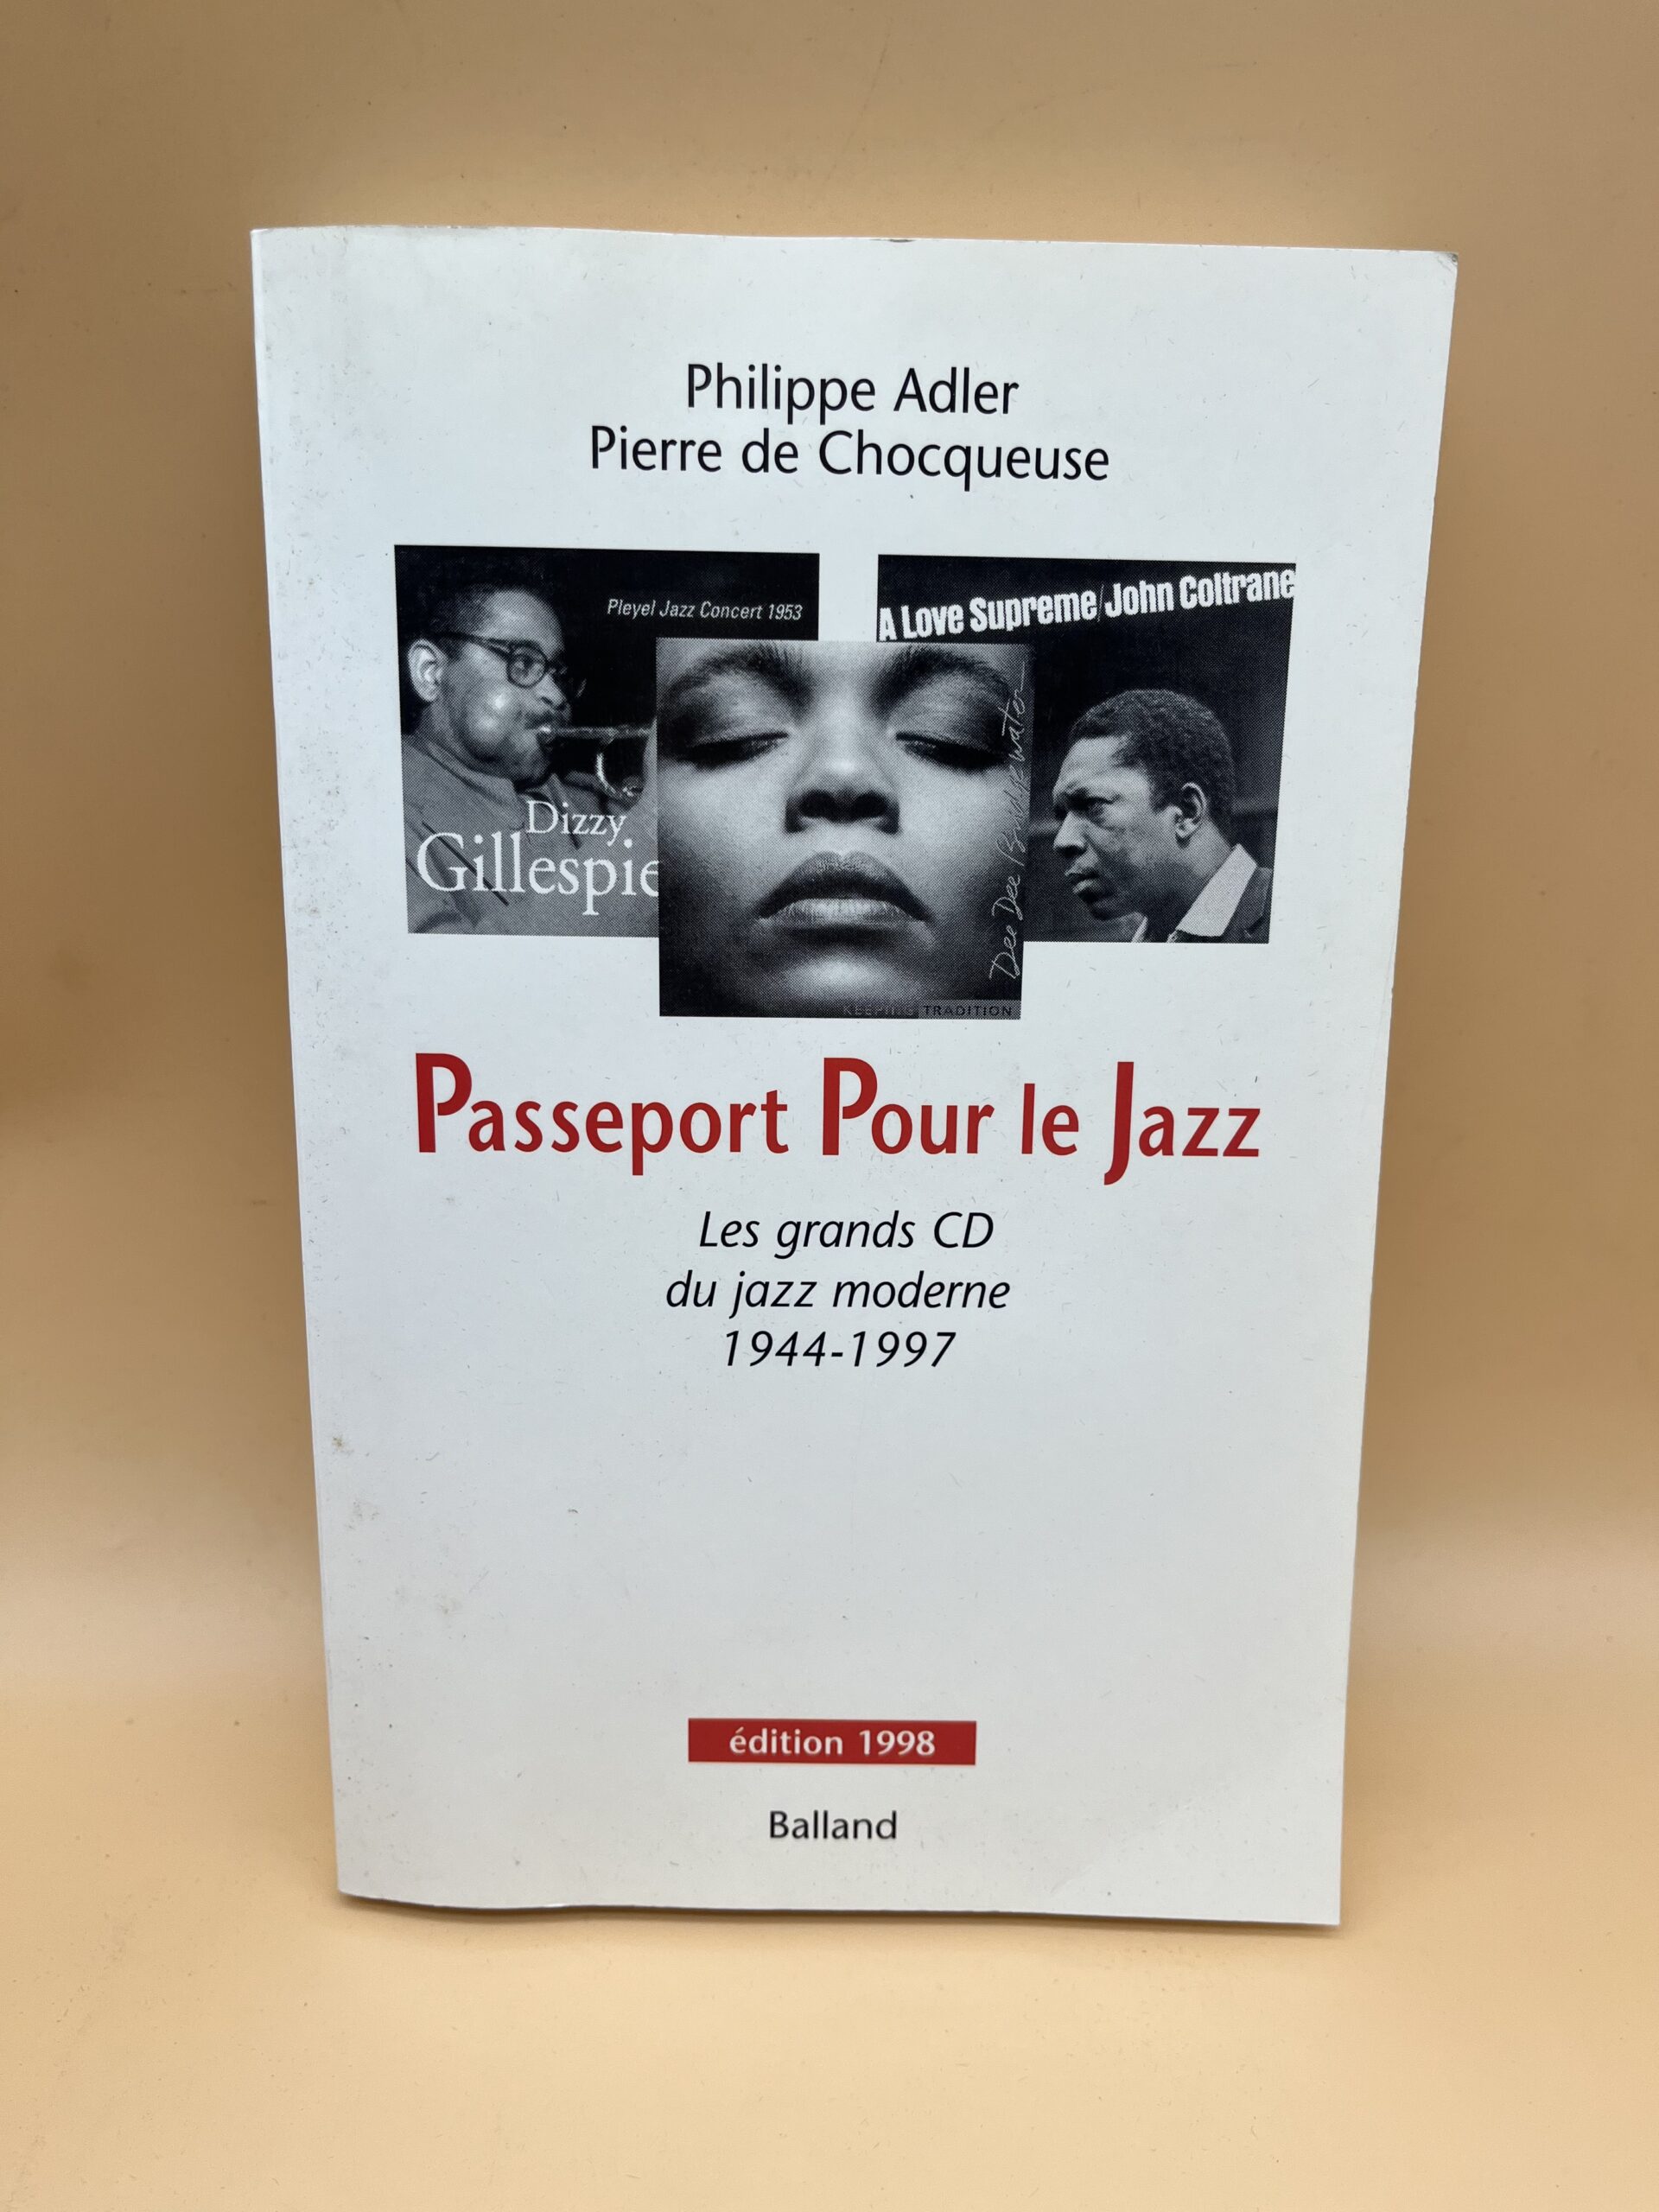 Philippe Adler
Pierre de Chocqueuse
Pleyel Jazz Concert 1953
Dizzy
Gillespie
A Love Supreme/John Coltrane
Dee Dee Bridgewater
KEEPING TRADITION
Passeport Pour le Jazz
Les grands CD
du jazz moderne
1944-1997
édition 1998
Balland